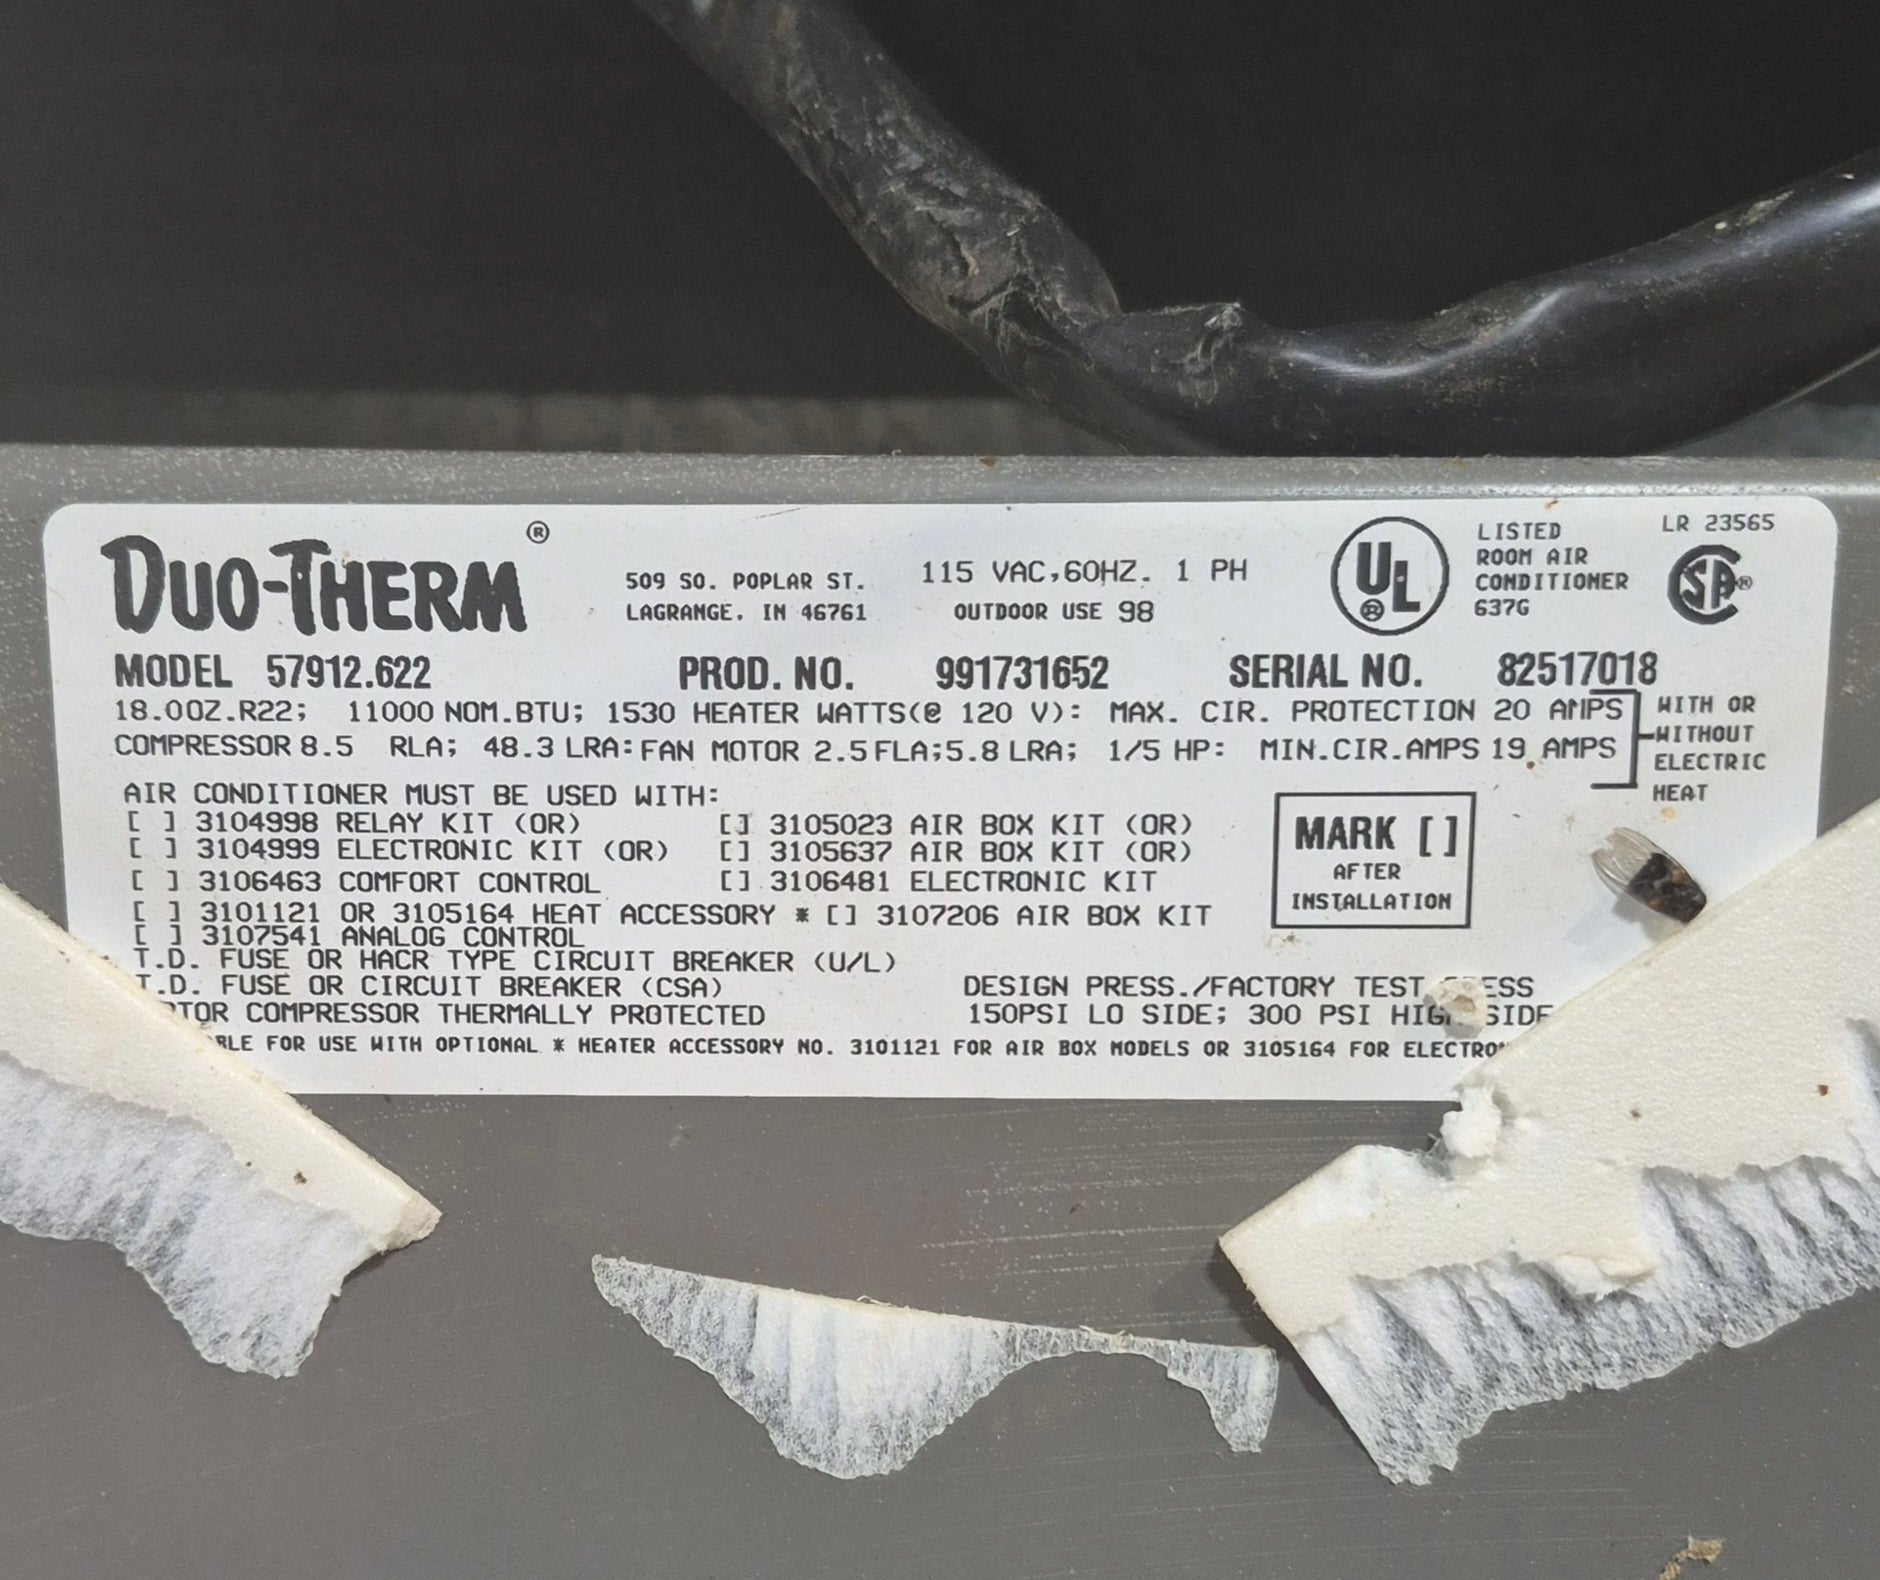 DUO-THERM®
509 SO. POPLAR ST.
LAGRANGE, IN 46761
115 VAC,60HZ. 1 PH
OUTDOOR USE 98
UL ®
LISTED
ROOM AIR
CONDITIONER
637G
LR 23565
SA®
MODEL 57912.622 PROD. NO. 991731652 SERIAL NO. 82517018
18.0OZ.R22; 11000 NOM.BTU; 1530 HEATER WATTS(@ 120 V): MAX. CIR. PROTECTION 20 AMPS
COMPRESSOR 8.5 RLA; 48.3 LRA: FAN MOTOR 2.5 FLA;5.8 LRA; 1/5 HP: MIN.CIR.AMPS 19 AMPS
WITH OR
WITHOUT
ELECTRIC
HEAT
AIR CONDITIONER MUST BE USED WITH:
[ ] 3104998 RELAY KIT (OR) [] 3105023 AIR BOX KIT (OR)
[ ] 3104999 ELECTRONIC KIT (OR) [] 3105637 AIR BOX KIT (OR)
[ ] 3106463 COMFORT CONTROL [] 3106481 ELECTRONIC KIT
[ ] 3101121 OR 3105164 HEAT ACCESSORY * [] 3107206 AIR BOX KIT
[ ] 3107541 ANALOG CONTROL
MARK [ ]
AFTER
INSTALLATION
T.D. FUSE OR HACR TYPE CIRCUIT BREAKER (U/L)
T.D. FUSE OR CIRCUIT BREAKER (CSA)
COMPRESSOR THERMALLY PROTECTED
DESIGN PRESS./FACTORY TEST
150PSI LO SIDE; 300 PSI HIGH SIDE
FOR USE WITH OPTIONAL * HEATER ACCESSORY NO. 3101121 FOR AIR BOX MODELS OR 3105164 FOR